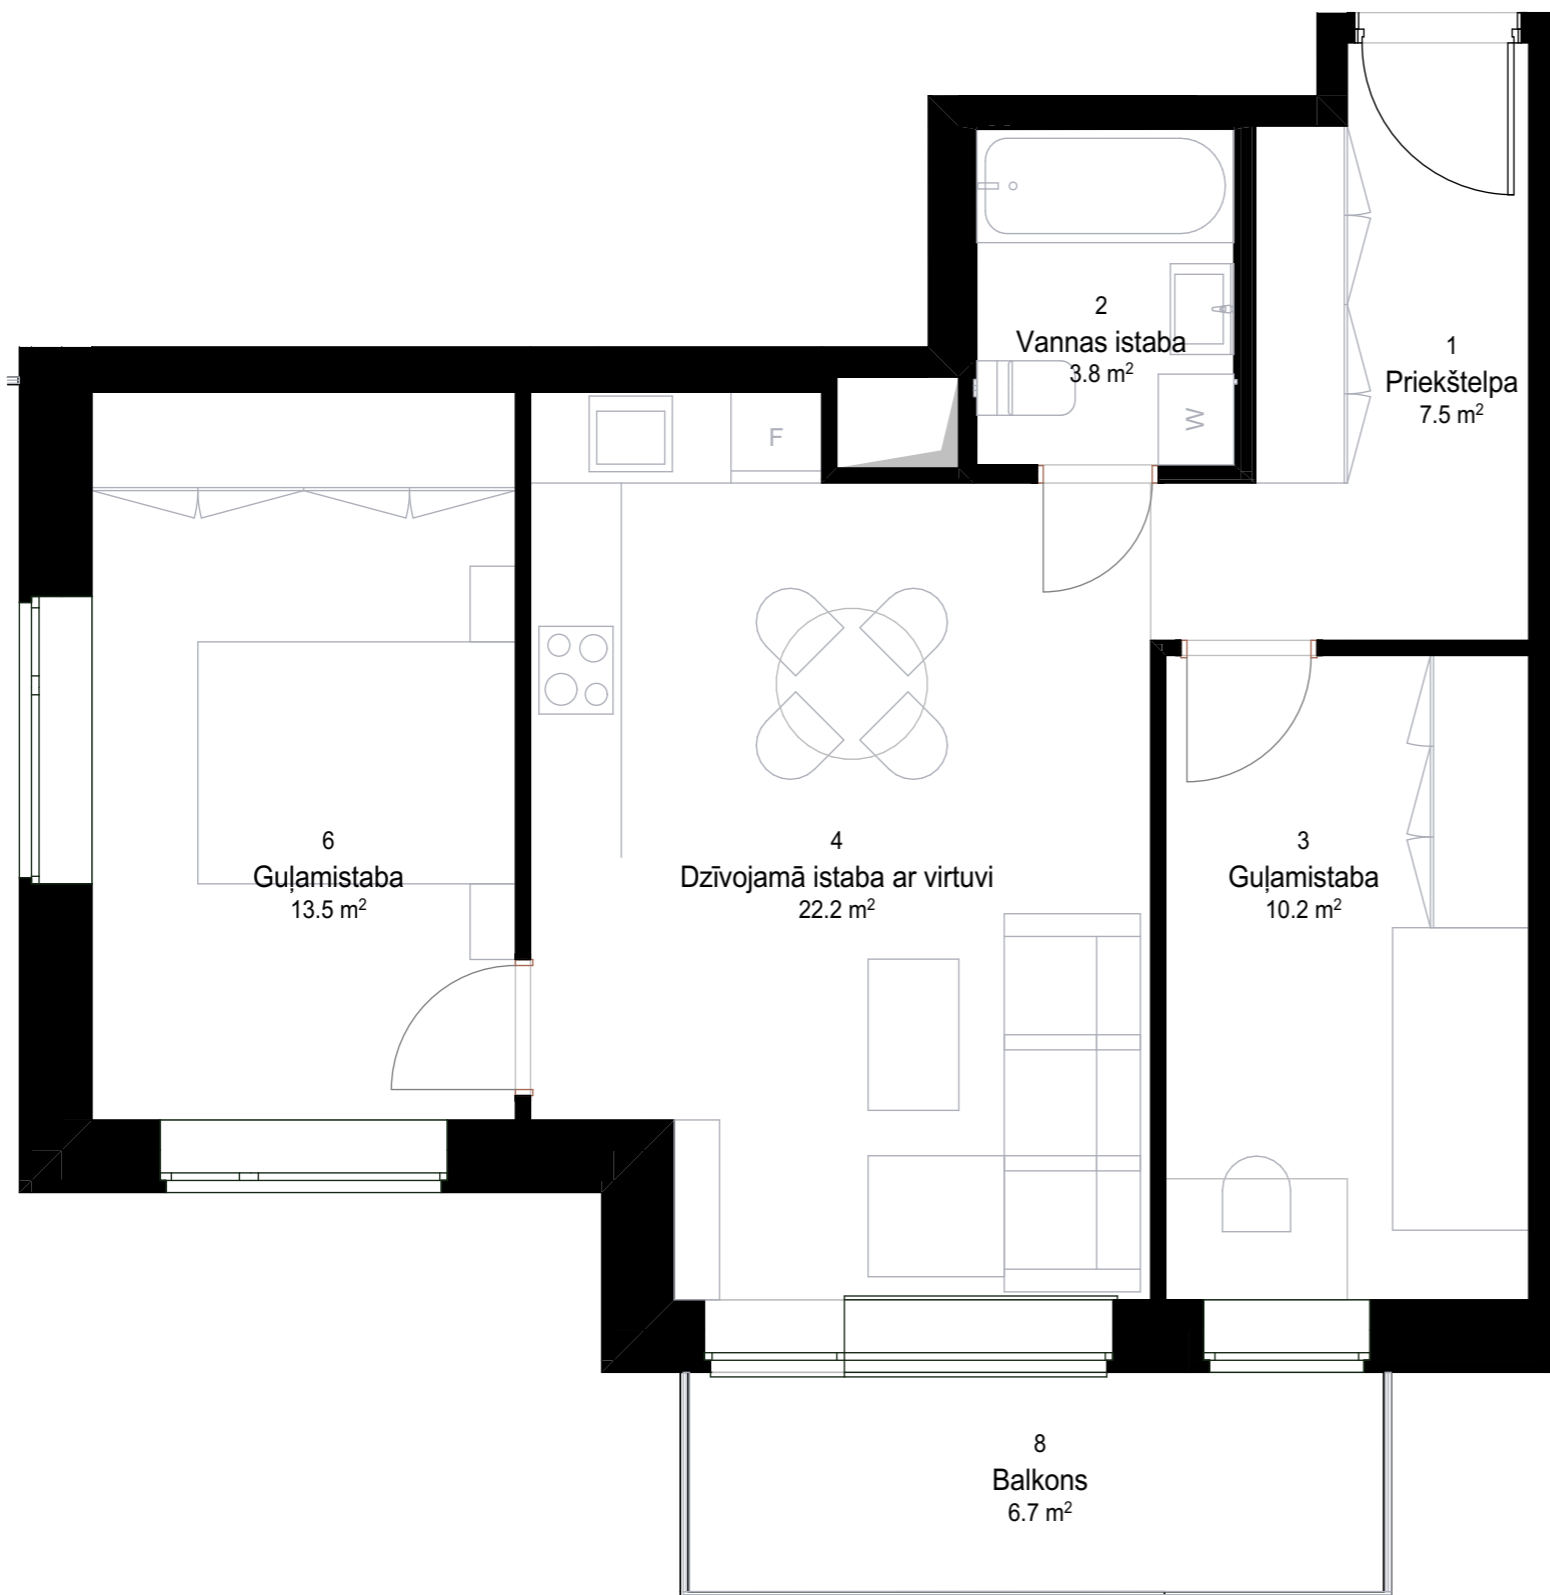 2
Vannas istaba
3.8 m²
1
Priekštelpa
7.5 m²
F
W
6
Guļamistaba
13.5 m²
4
Dzīvojamā istaba ar virtuvi
22.2 m²
3
Guļamistaba
10.2 m²
8
Balkons
6.7 m²